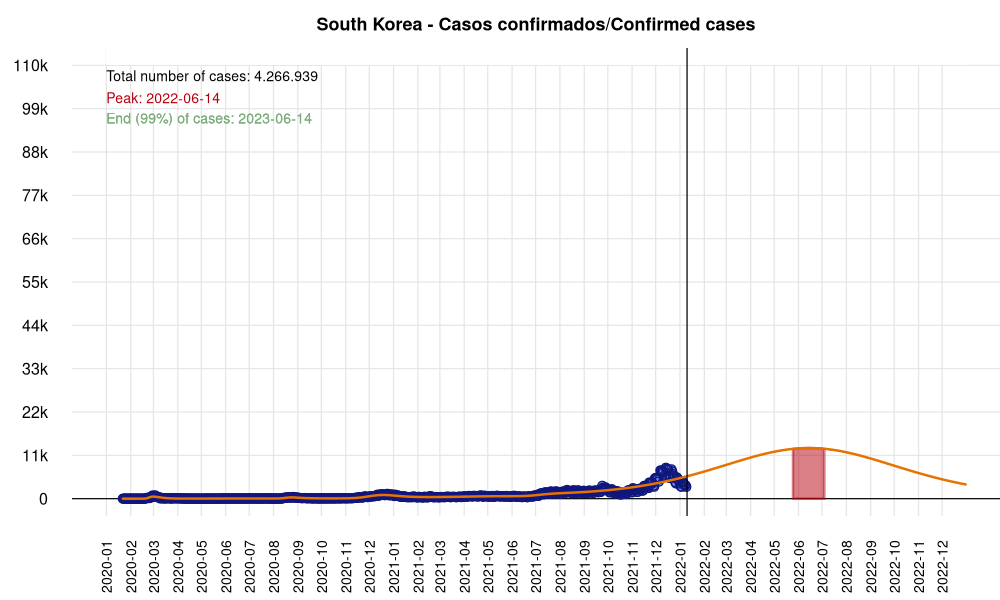 South Korea - Casos confirmados/Confirmed cases
110k
Total number of cases: 4.266.939
Peak: 2022-06-14
99k
End (99%) of cases: 2023-06-14
88k
77k
66k
55k
44k
33k
22k
11k
0
2020-01
2020-02
2020-03
2020-04
2020-05
2020-06
2020-07
2020-08
2020-09
2020-10
2020-11
2020-12
2021-01
2021-02
2021-03
2021-04
2021-05
2021-06
2021-07
2021-08
2021-09
2021-10
2021-11
2021-12
2022-01
2022-02
2022-03
2022-04
2022-05
2022-06
2022-07
2022-08
2022-09
2022-10
2022-11
2022-12